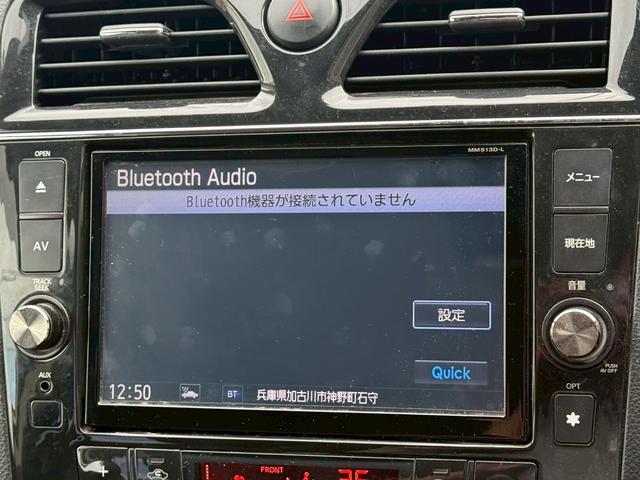 OPEN
MM513D-L
Bluetooth Audio
メニュー
Bluetooth機器が接続されていません
AV
現在地
TRACK
SEEK
音量
設定
PUSH
AV OFF
Quick
AUX
OPT
12:50
BT
兵庫県加古川市神野町石守
FRONT